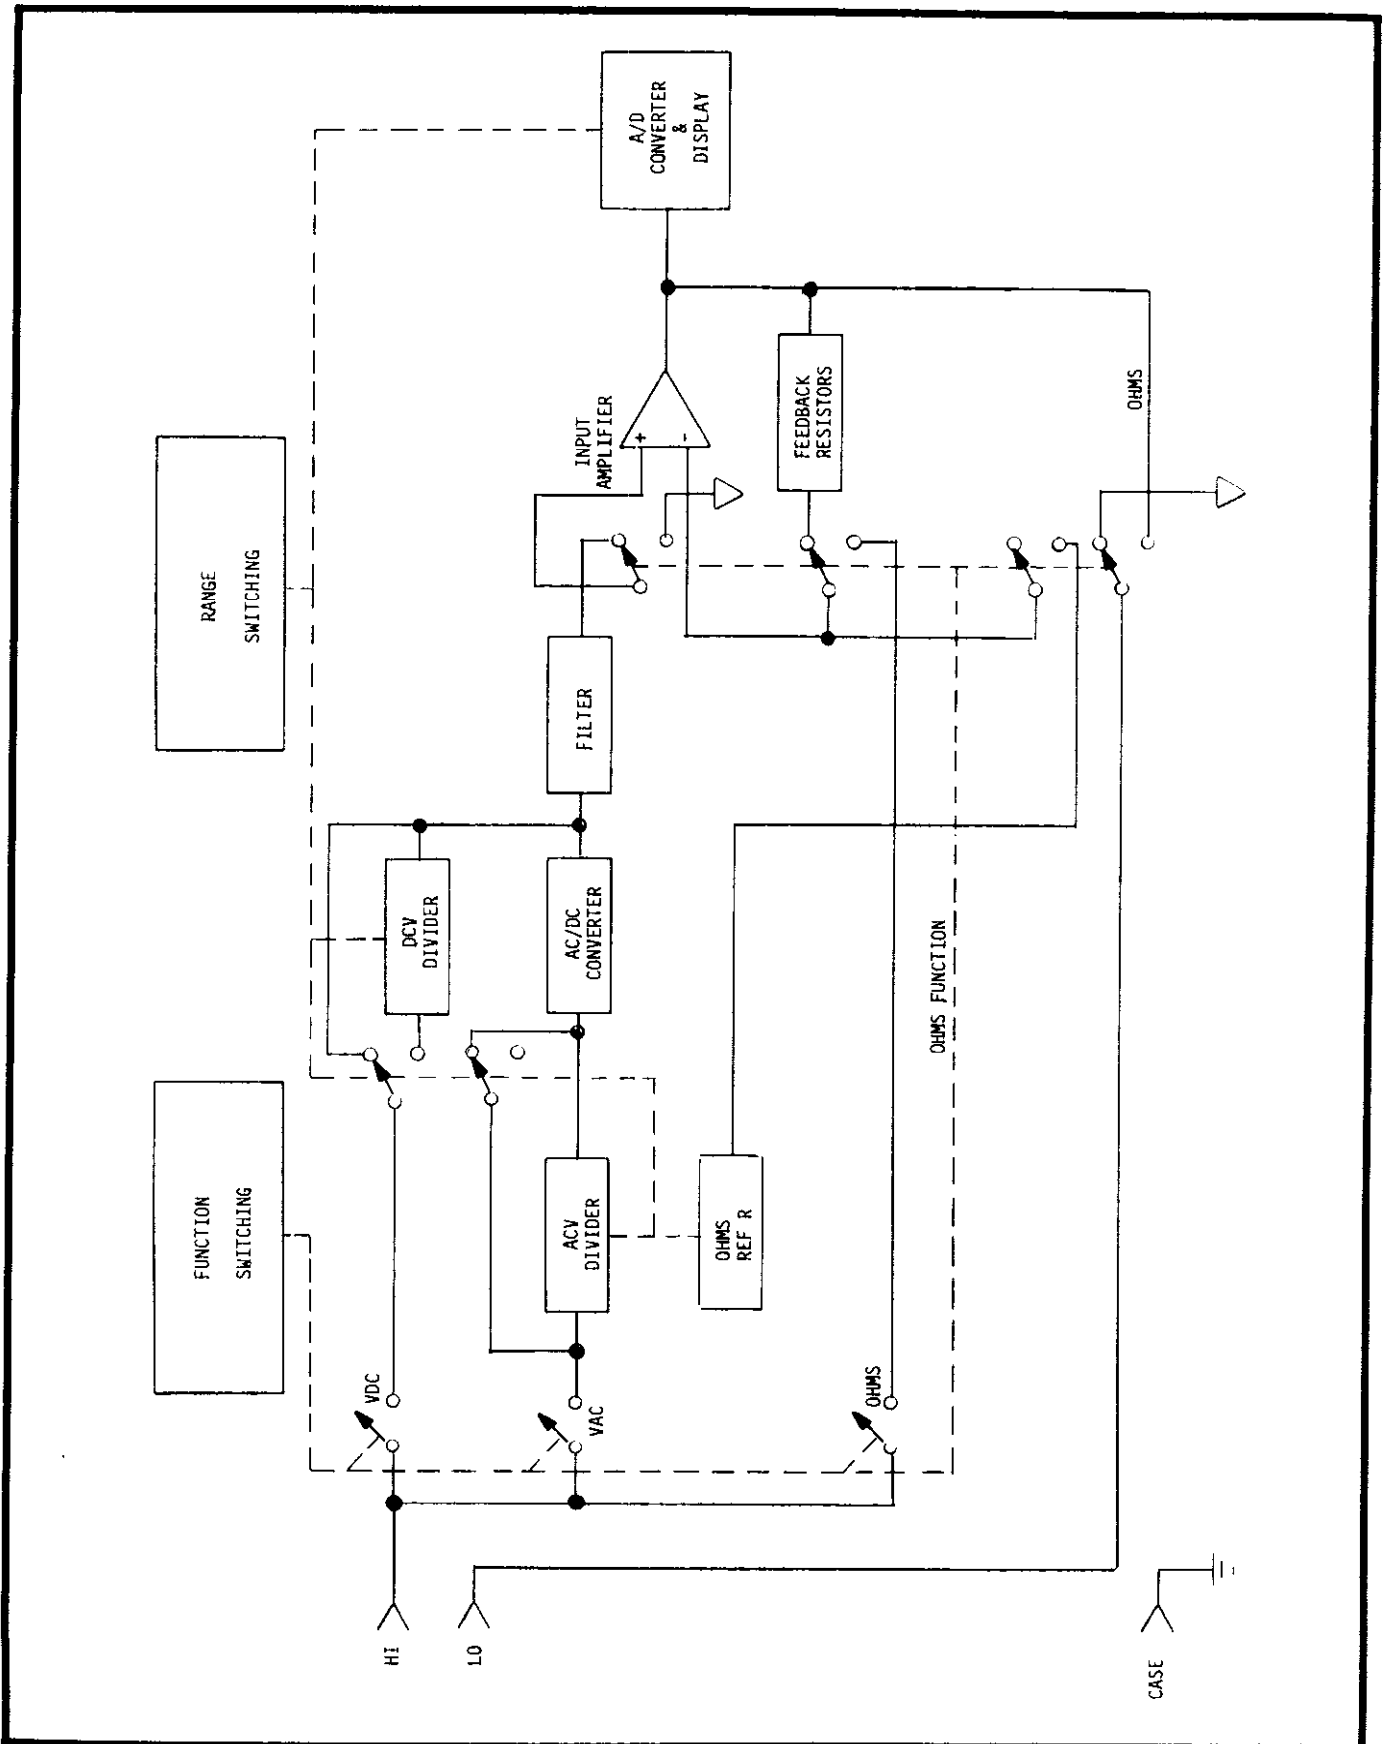 FUNCTION
SWITCHING
RANGE
SWITCHING
HI
LO
CASE
VDC
VAC
OHMS
DCV
DIVIDER
ACV
DIVIDER
AC/DC
CONVERTER
FILTER
OHMS
REF R
OHMS FUNCTION
INPUT
AMPLIFIER
+
-
FEEDBACK
RESISTORS
OHMS
A/D
CONVERTER
&
DISPLAY